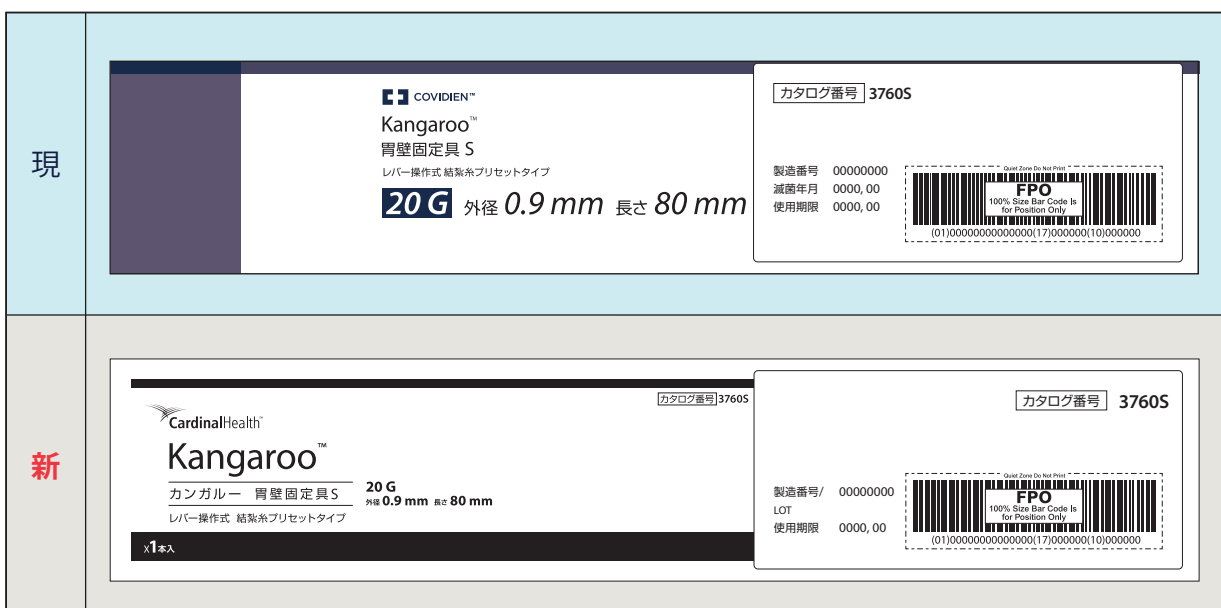 現
COVIDIEN™
Kangaroo™
胃壁固定具 S
レバー操作式 結紮糸プリセットタイプ
20 G 外径 0.9 mm 長さ 80 mm
カタログ番号 3760S
製造番号 00000000
滅菌年月 0000, 00
使用期限 0000, 00
Quiet Zone Do Not Print
FPO
100% Size Bar Code Is
for Position Only
(01)00000000000000(17)000000(10)000000
新
CardinalHealth™
カタログ番号 3760S
Kangaroo™
カンガルー 胃壁固定具S
レバー操作式 結紮糸プリセットタイプ
20 G
外径 0.9 mm 長さ 80 mm
X1本入
カタログ番号 3760S
製造番号/ 00000000
LOT
使用期限 0000, 00
Quiet Zone Do Not Print
FPO
100% Size Bar Code Is
for Position Only
(01)00000000000000(17)000000(10)000000